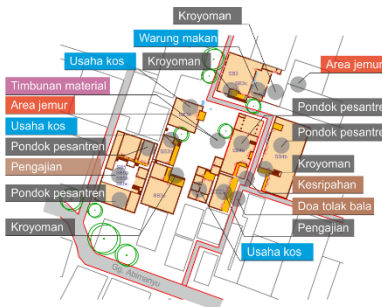 Kroyoman
Warung makan
Usaha kos
Kroyoman
Area jemur
Timbunan material
Area jemur
Usaha kos
Pondok pesantren
Pengajian
Pondok pesantren
Kroyoman
Pondok pesantren
Pondok pesantren
Kroyoman
Kesripahan
Doa tolak bala
Pengajian
Usaha kos
Gg. Abimanyu